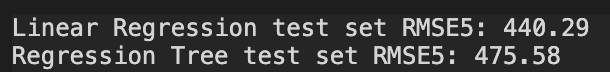 Linear Regression test set RMSE5: 440.29
Regression Tree test set RMSE5: 475.58